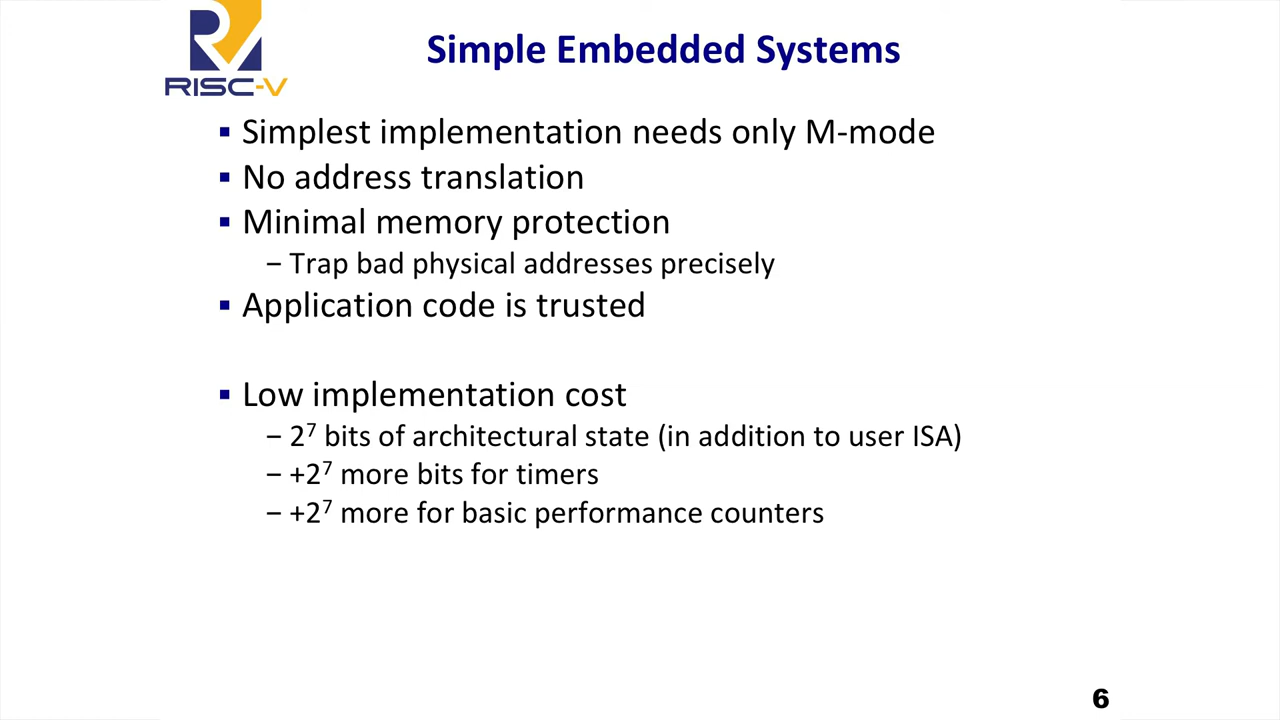 RISC-V
Simple Embedded Systems
▪ Simplest implementation needs only M-mode
▪ No address translation
▪ Minimal memory protection
– Trap bad physical addresses precisely
▪ Application code is trusted
▪ Low implementation cost
– 2⁷ bits of architectural state (in addition to user ISA)
– +2⁷ more bits for timers
– +2⁷ more for basic performance counters
6